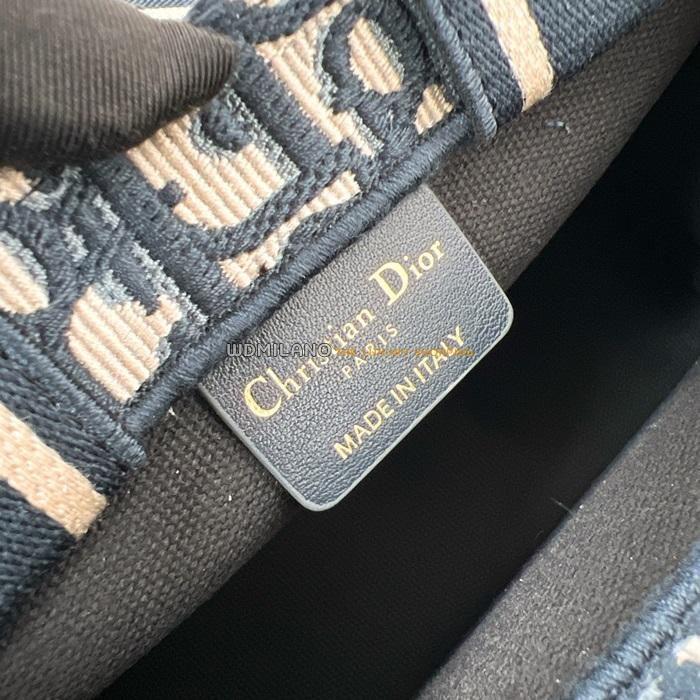 Christian Dior
PARIS
MADE IN ITALY
WDMILANO